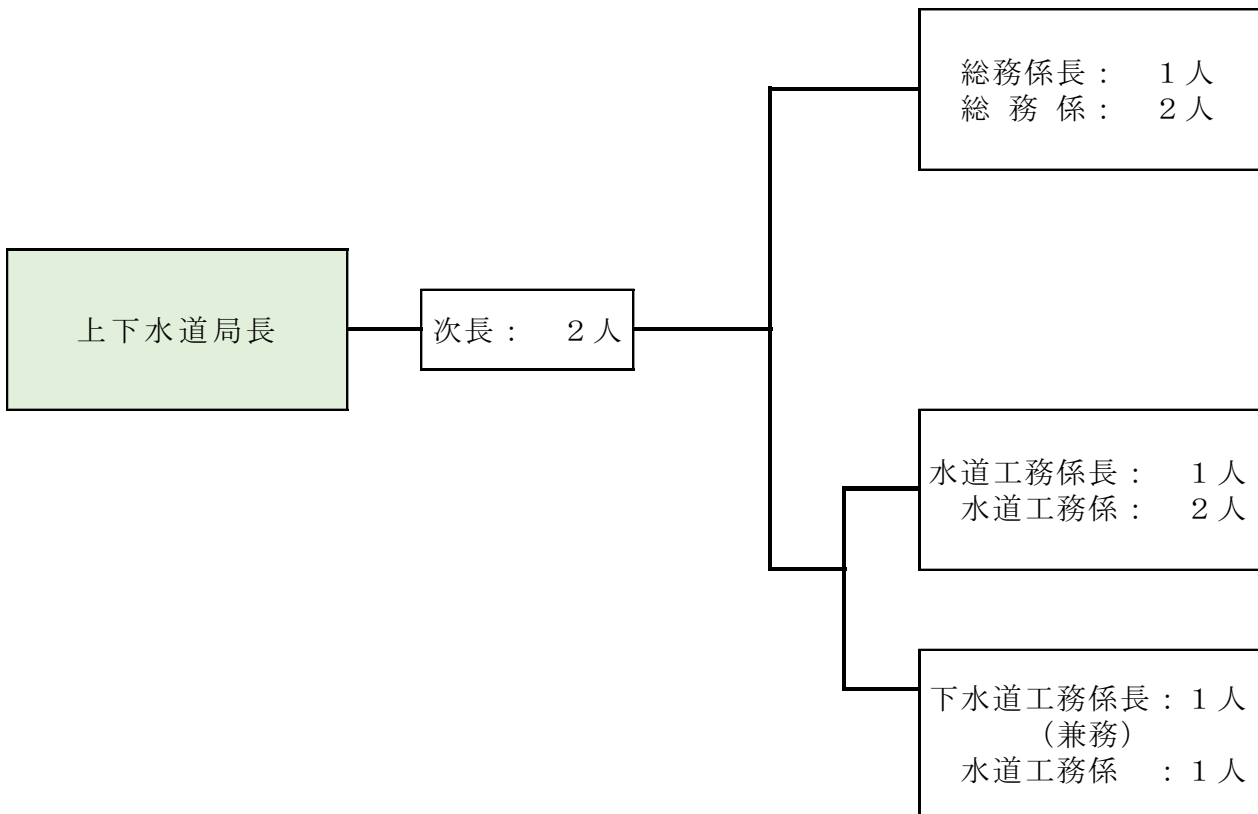 総務係長：　１人
総 務 係：　２人
上下水道局長
次長：　２人
水道工務係長：　１人
水道工務係：　２人
下水道工務係長：１人
（兼務）
水道工務係　：１人